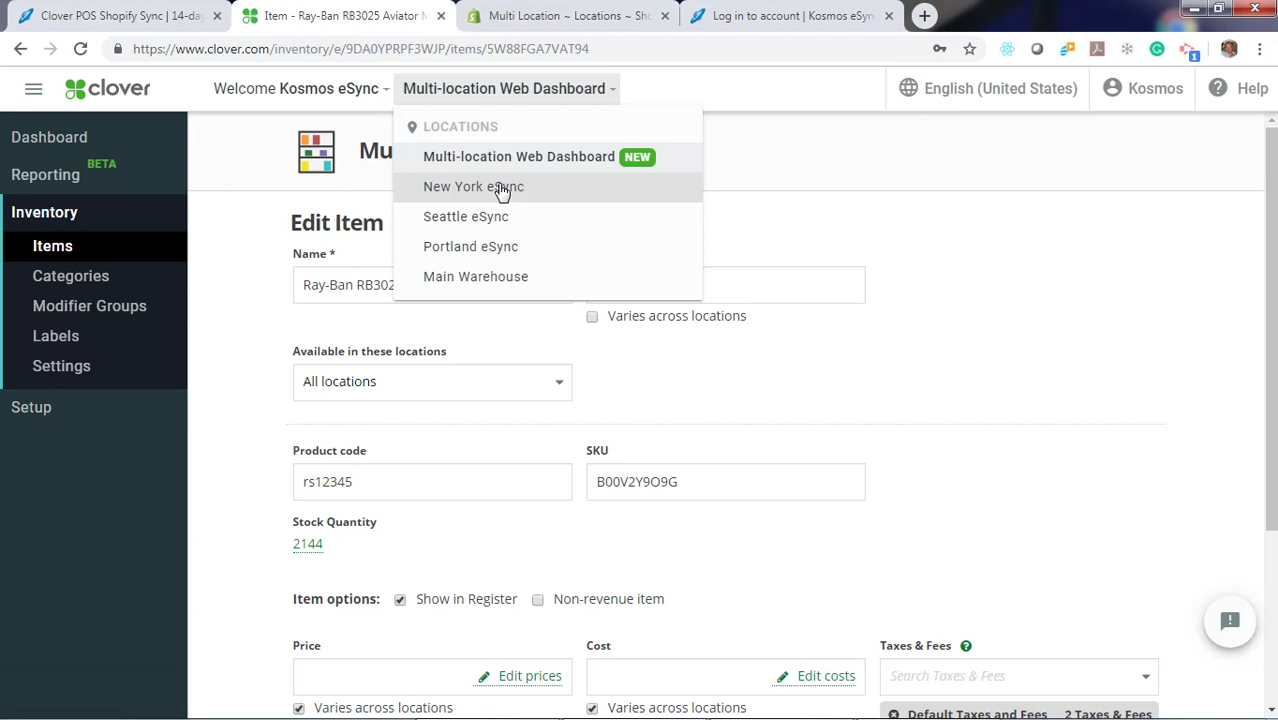 Clover POS Shopify Sync | 14-da
Item - Ray-Ban RB3025 Aviator M
Multi Location ~ Locations ~ Sho
Log in to account | Kosmos eSync
https://www.clover.com/inventory/e/9DA0YPRPF3WJP/items/5W88FGA7VAT94
1
clover
Welcome Kosmos eSync
Multi-location Web Dashboard
English (United States)
Kosmos
Help
Dashboard
Reporting BETA
Inventory
Items
Categories
Modifier Groups
Labels
Settings
Setup
LOCATIONS
Multi-location Web Dashboard NEW
New York eSync
Seattle eSync
Portland eSync
Main Warehouse
Mu
Edit Item
Name *
Ray-Ban RB302
Varies across locations
Available in these locations
All locations
Product code
SKU
rs12345
B00V2Y9O9G
Stock Quantity
2144
Item options:
Show in Register
Non-revenue item
Price
Cost
Taxes & Fees
Edit prices
Edit costs
Search Taxes & Fees
Varies across locations
Varies across locations
Default Taxes and Fees
2 Taxes & Fees